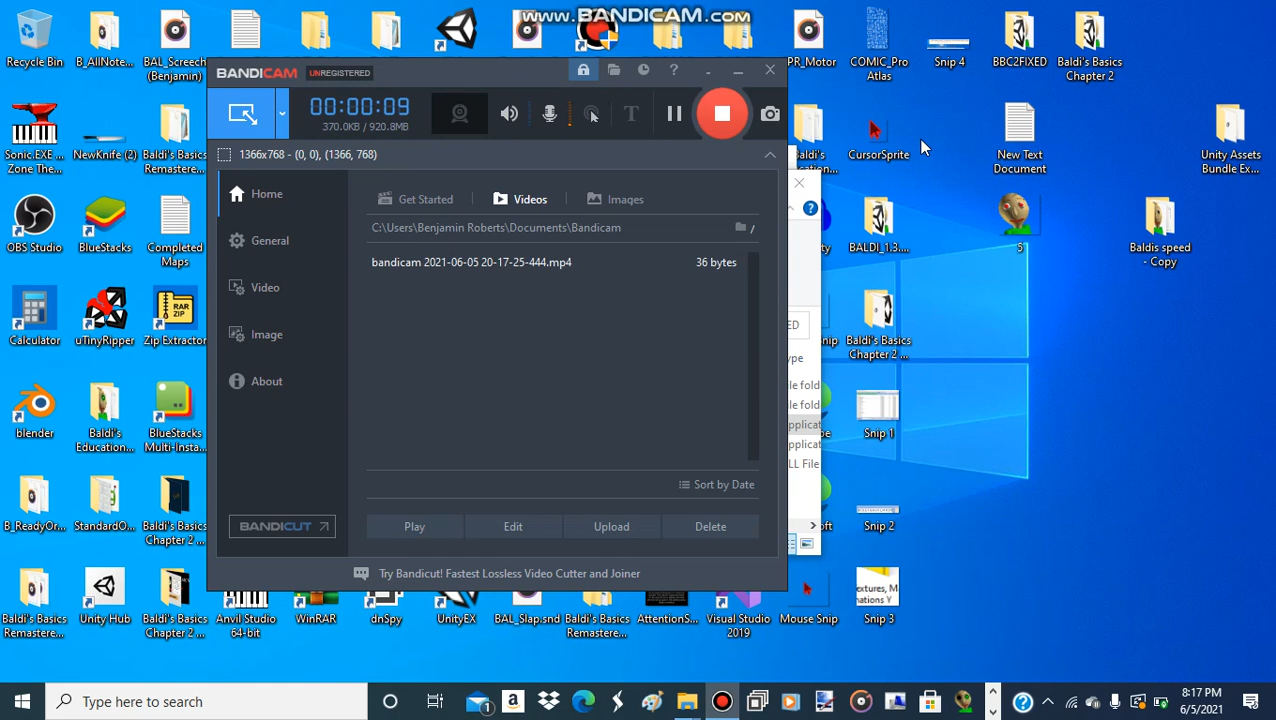 www.BANDICAM.com
Recycle Bin
B_AllNote...
BAL_Screech
(Benjamin)
PR_Motor
COMIC_Pro
Atlas
Snip 4
BBC2FIXED
Baldi's Basics
Chapter 2
BANDICAM
UNREGISTERED
00:00:09
370.0KB / 920.8MB
T
1366x768 - (0, 0), (1366, 768)
Home
General
Video
Image
About
Get Started
Videos
Images
C:\Users\Benjamin Roberts\Documents\Bandicam
/
bandicam 2021-06-05 20-17-25-444.mp4
36 bytes
Sort by Date
BANDICUT
Play
Edit
Upload
Delete
Try Bandicut! Fastest Lossless Video Cutter and Joiner
Sonic.EXE ...
Zone The...
NewKnife (2)
Baldi's Basics
Remastere...
CursorSprite
New Text
Document
Unity Assets
Bundle Ex...
OBS Studio
BlueStacks
Completed
Maps
BALDI_1.3....
5
Baldis speed
- Copy
Calculator
uTinyRipper
Zip Extractor
RAR
ZIP
Baldi's Basics
Chapter 2 ...
blender
Baldi's
Education...
BlueStacks
Multi-Insta...
Snip 1
B_ReadyOr...
StandardO...
Baldi's Basics
Chapter 2 ...
Snip 2
Baldi's Basics
Remastere...
Unity Hub
Baldi's Basics
Chapter 2 ...
Anvil Studio
64-bit
WinRAR
dnSpy
UnityEX
BAL_Slap.snd
Baldi's Basics
Remastere...
AttentionS...
Visual Studio
2019
Mouse Snip
Snip 3
Type here to search
8:17 PM
6/5/2021